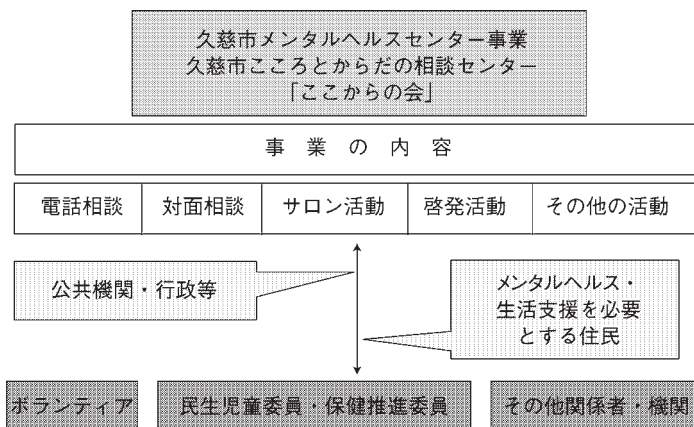 久慈市メンタルヘルスセンター事業
久慈市こころとからだの相談センター
「ここからの会」
事業の内容
電話相談
対面相談
サロン活動
啓発活動
その他の活動
公共機関・行政等
メンタルヘルス・
生活支援を必要
とする住民
ボランティア
民生児童委員・保健推進委員
その他関係者・機関